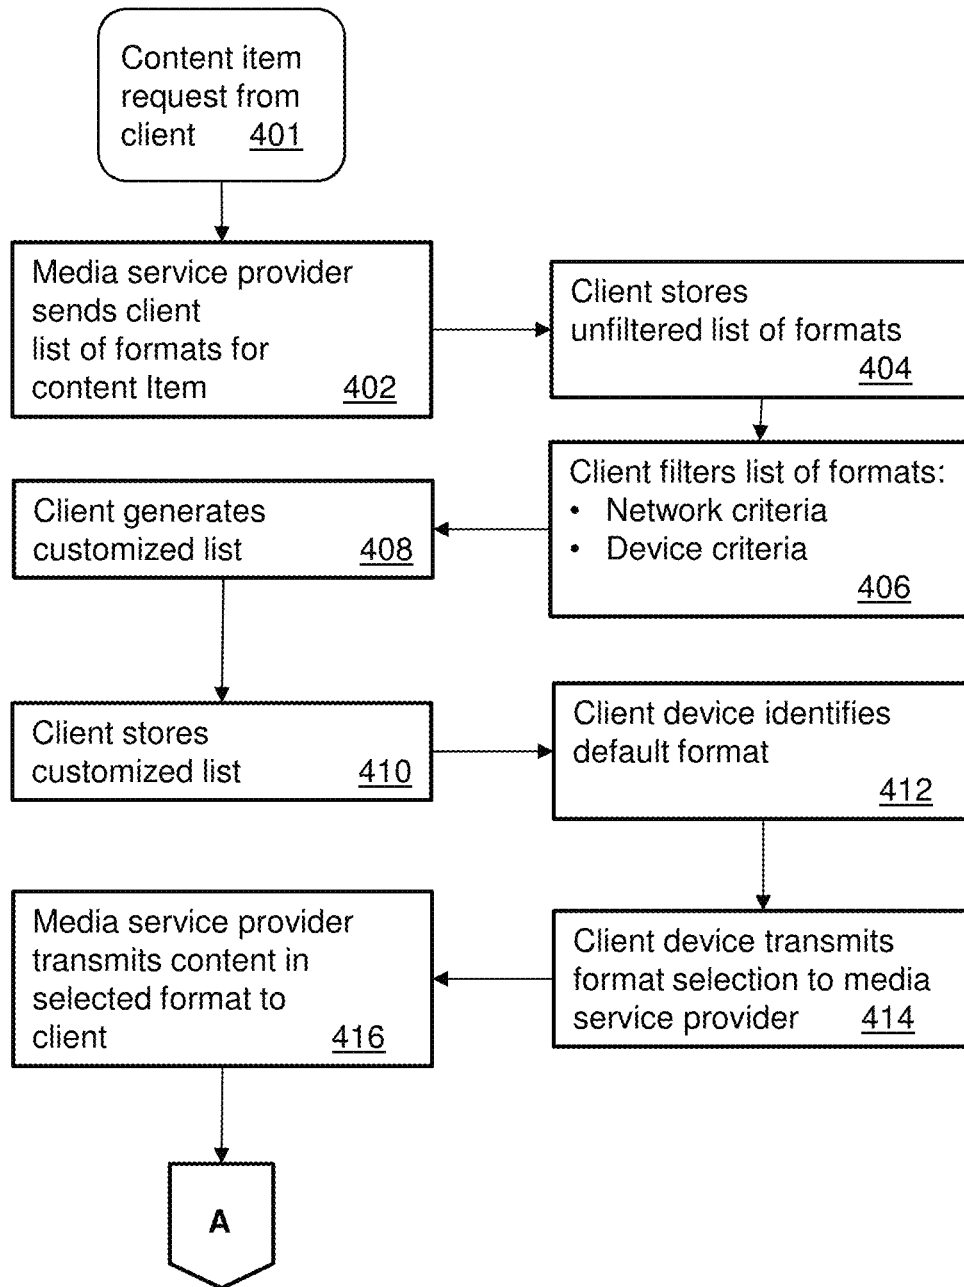 Content item
request from
client 401
Media service provider
sends client
list of formats for
content Item 402
Client stores
unfiltered list of formats
404
Client filters list of formats:
• Network criteria
• Device criteria
406
Client generates
customized list 408
Client stores
customized list 410
Client device identifies
default format
412
Client device transmits
format selection to media
service provider 414
Media service provider
transmits content in
selected format to
client 416
A